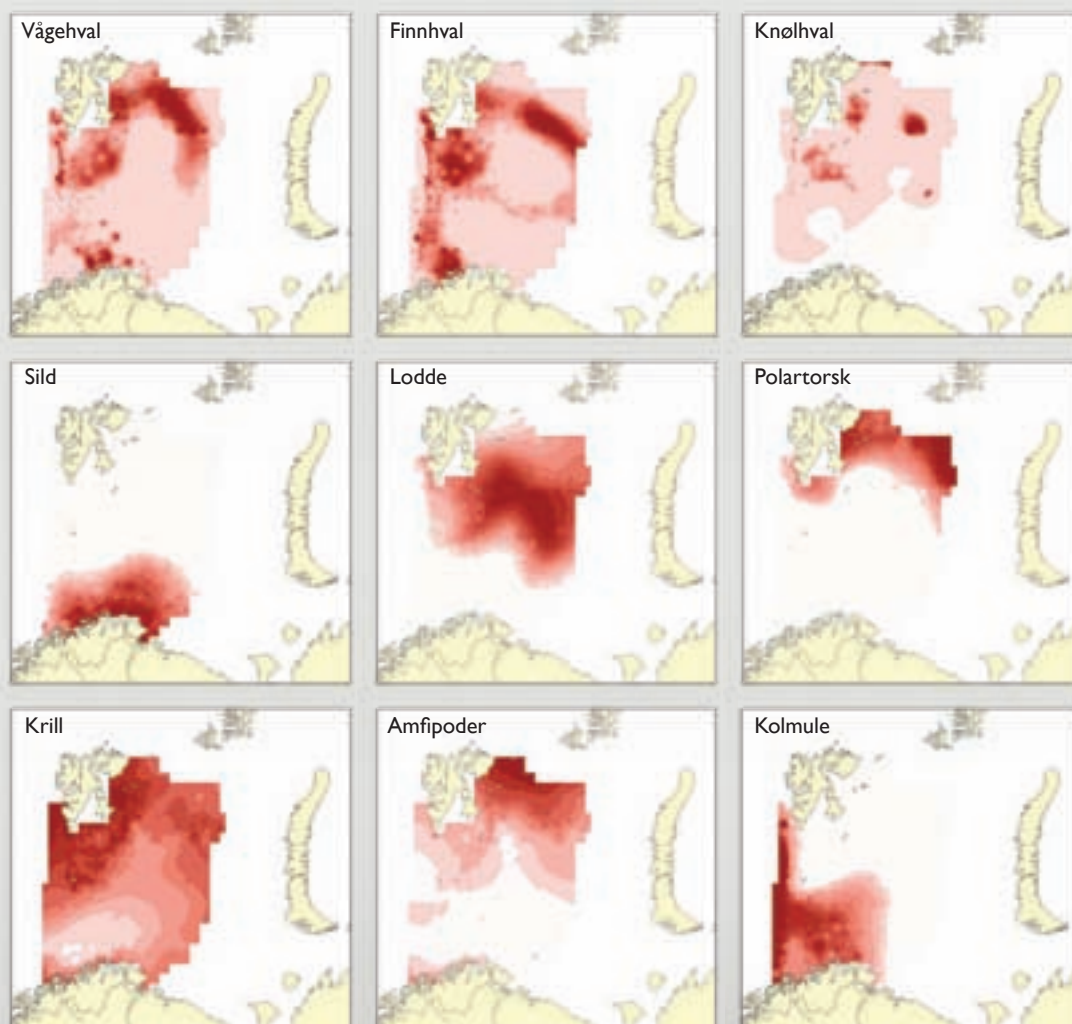 Vågehval
Finnhval
Knølhval
Sild
Lodde
Polartorsk
Krill
Amfipoder
Kolmule